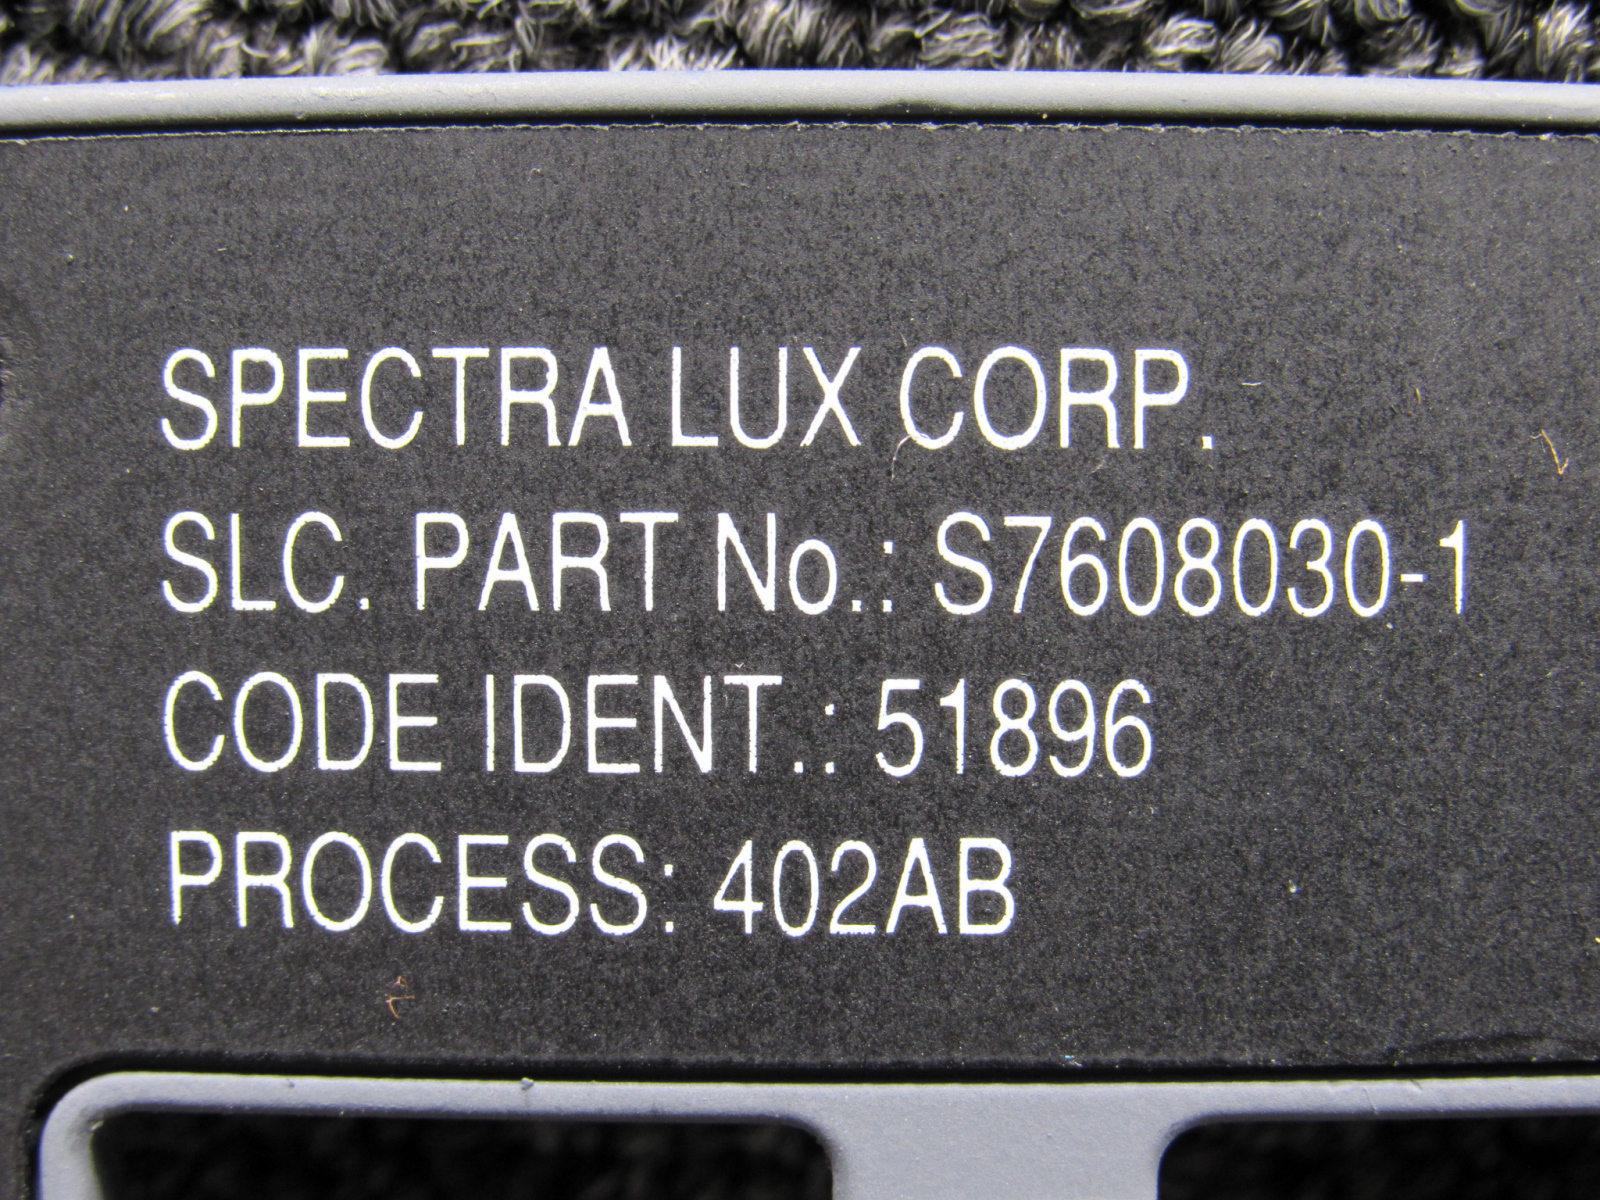 SPECTRA LUX CORP.
SLC. PART No.: S7608030-1
CODE IDENT.: 51896
PROCESS: 402AB